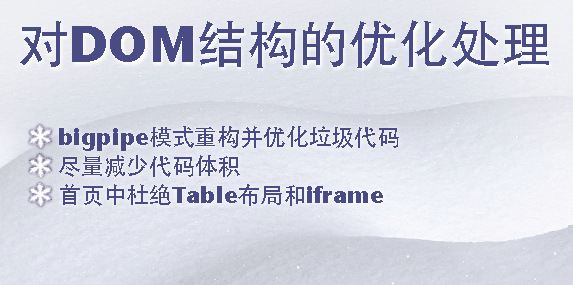 对DOM结构的优化处理
bigpipe模式重构并优化垃圾代码
尽量减少代码体积
首页中杜绝Table布局和iframe